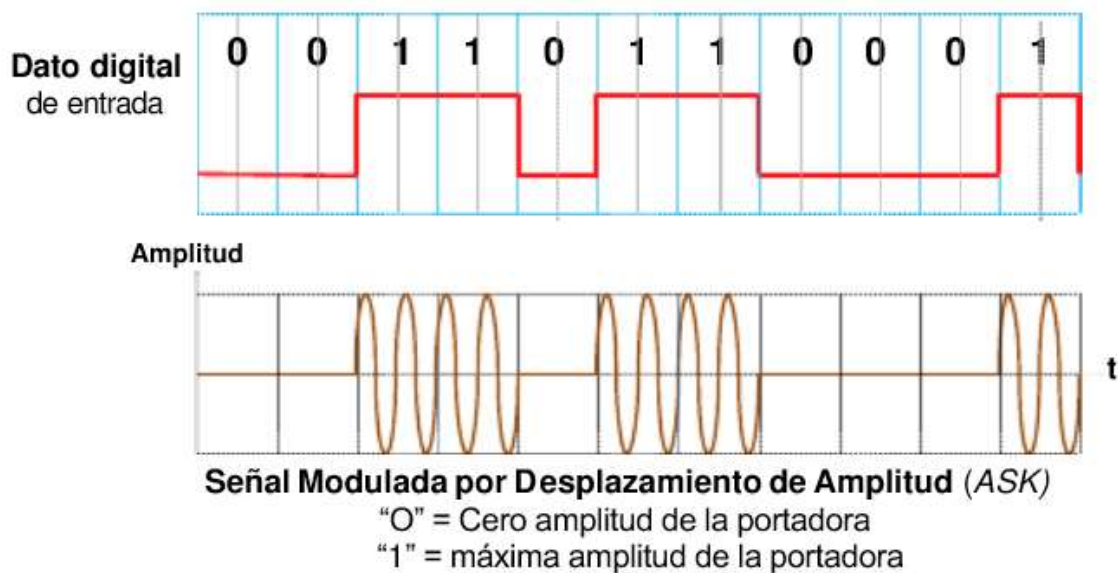 0 0 1 1 0 1 1 0 0 0 1
Dato digital
de entrada
Amplitud
t
Señal Modulada por Desplazamiento de Amplitud (ASK)
“O” = Cero amplitud de la portadora
“1” = máxima amplitud de la portadora